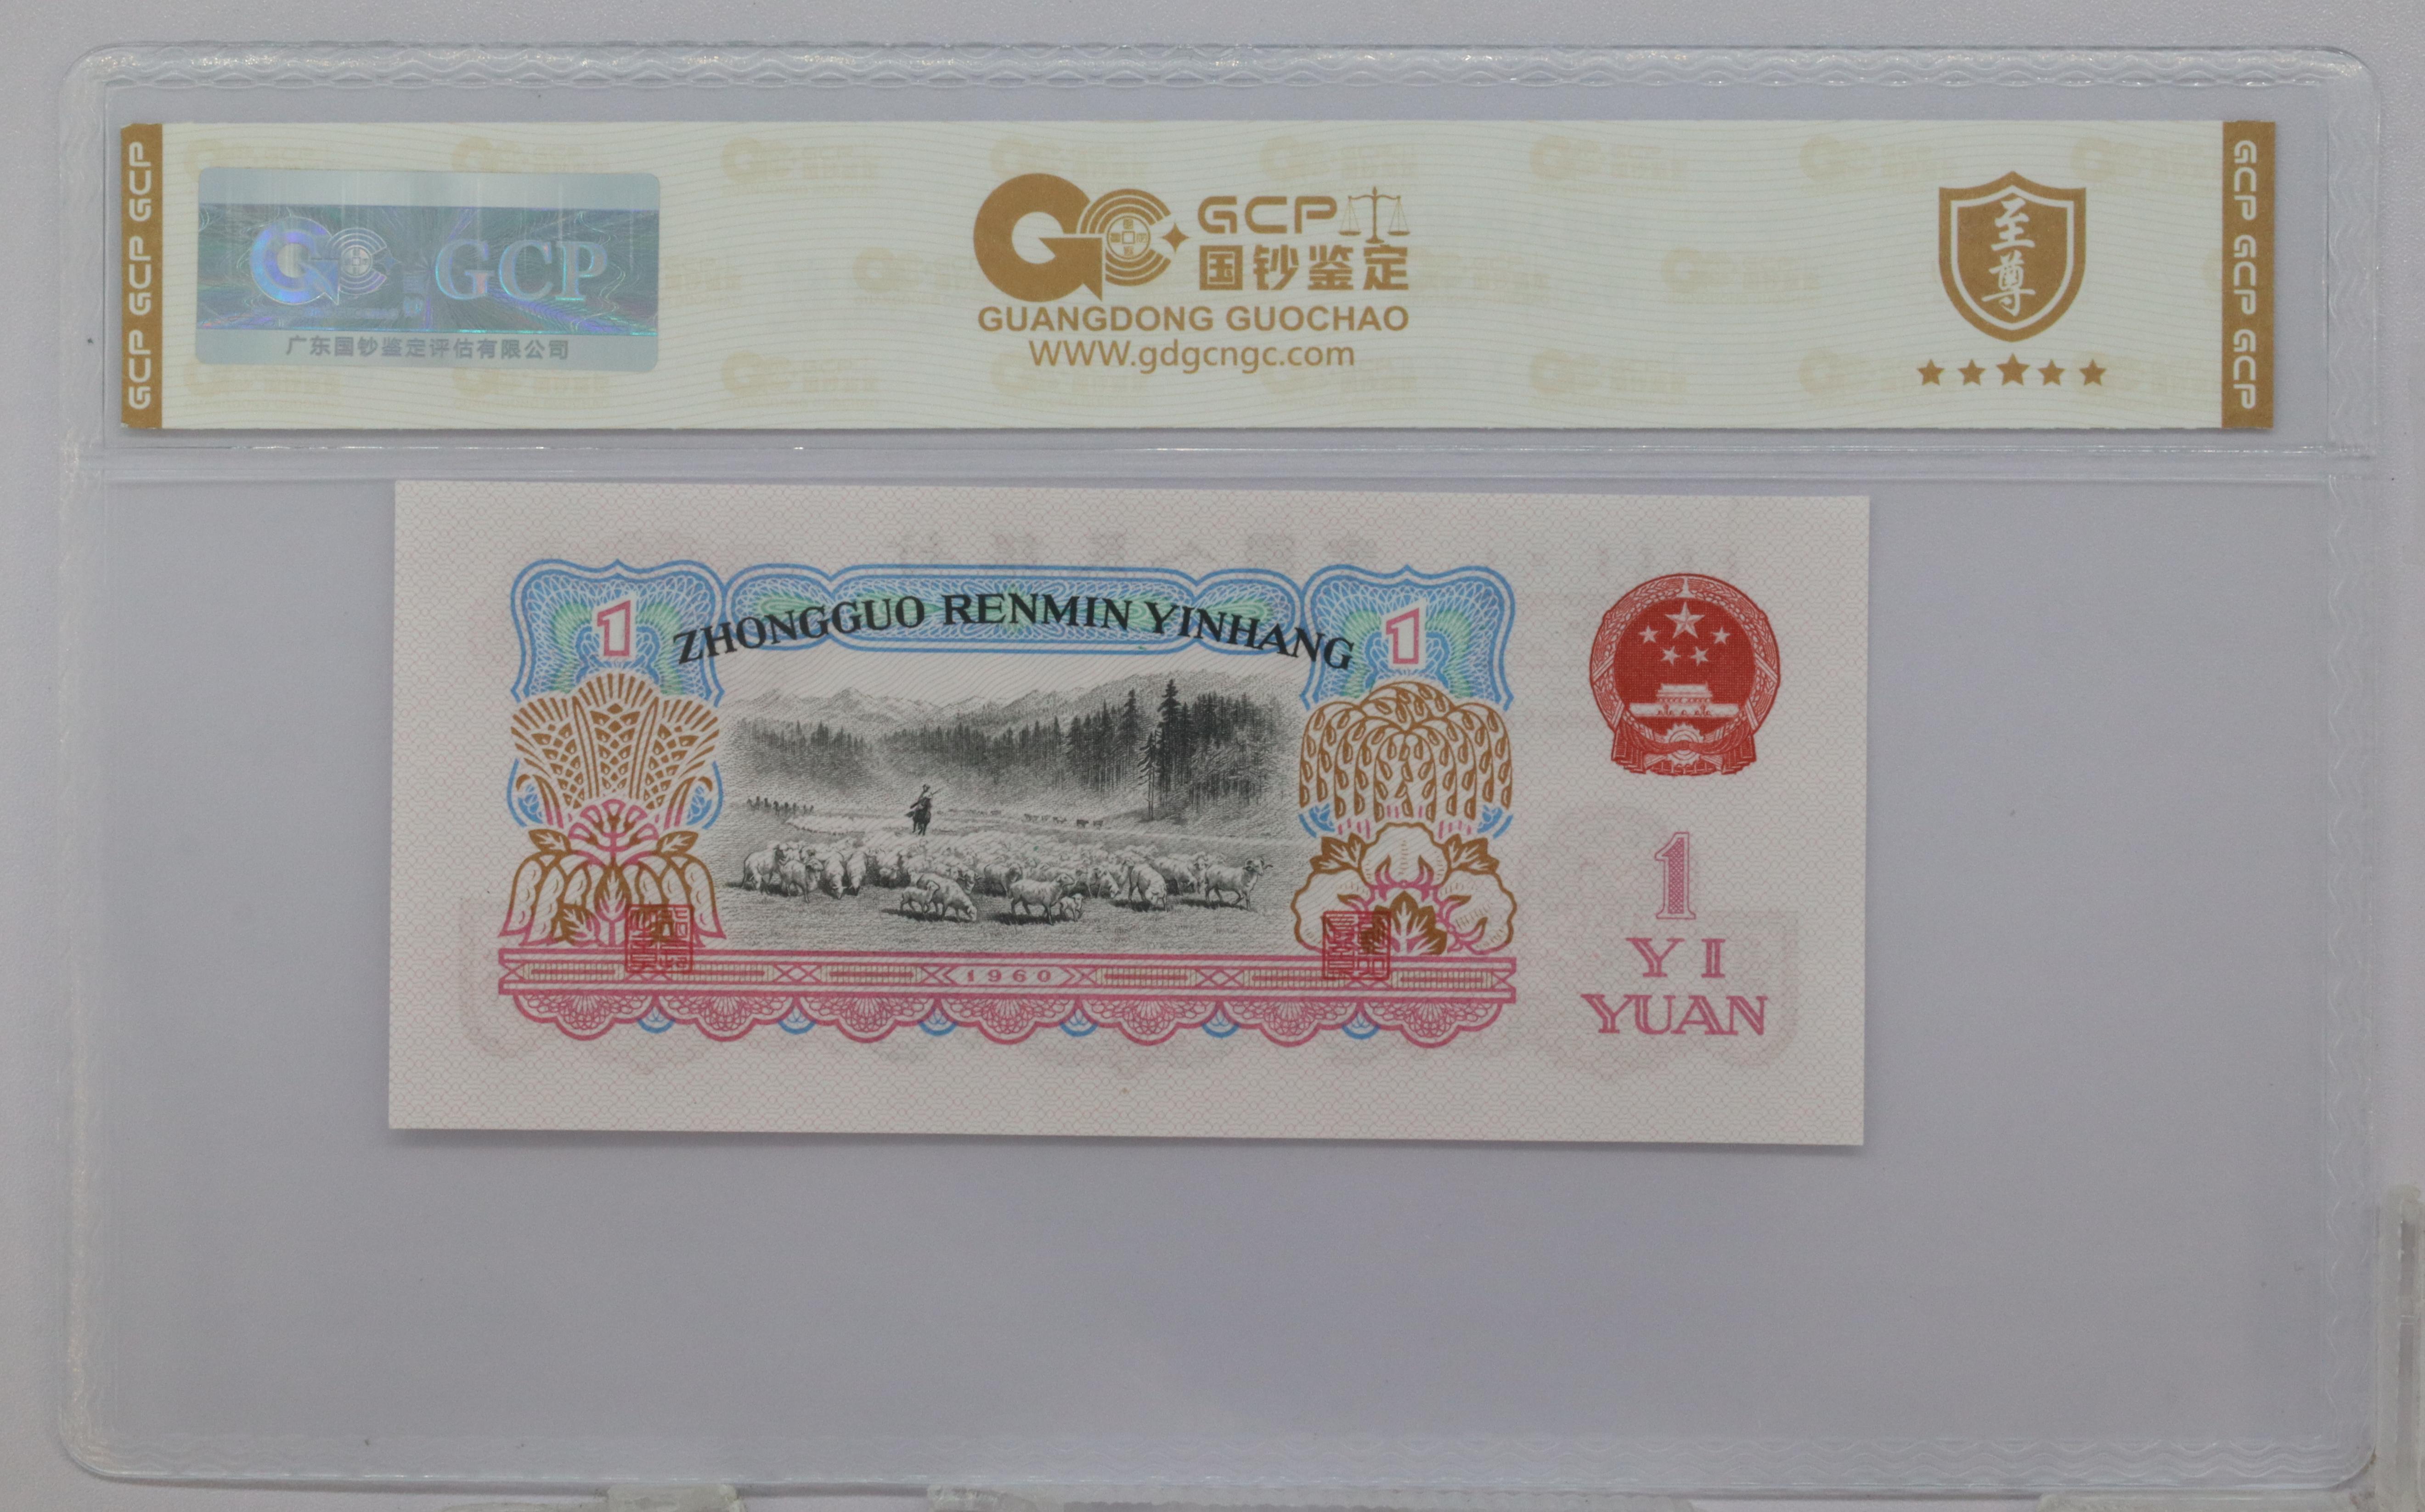 GCP GCP GCP
GCP
广东国钞鉴定评估有限公司
GCP
国钞鉴定
GUANGDONG GUOCHAO
WWW.gdgcngc.com
至尊
GCP GCP GCP
1
ZHONGGUO RENMIN YINHANG
1
1960
1
YI
YUAN